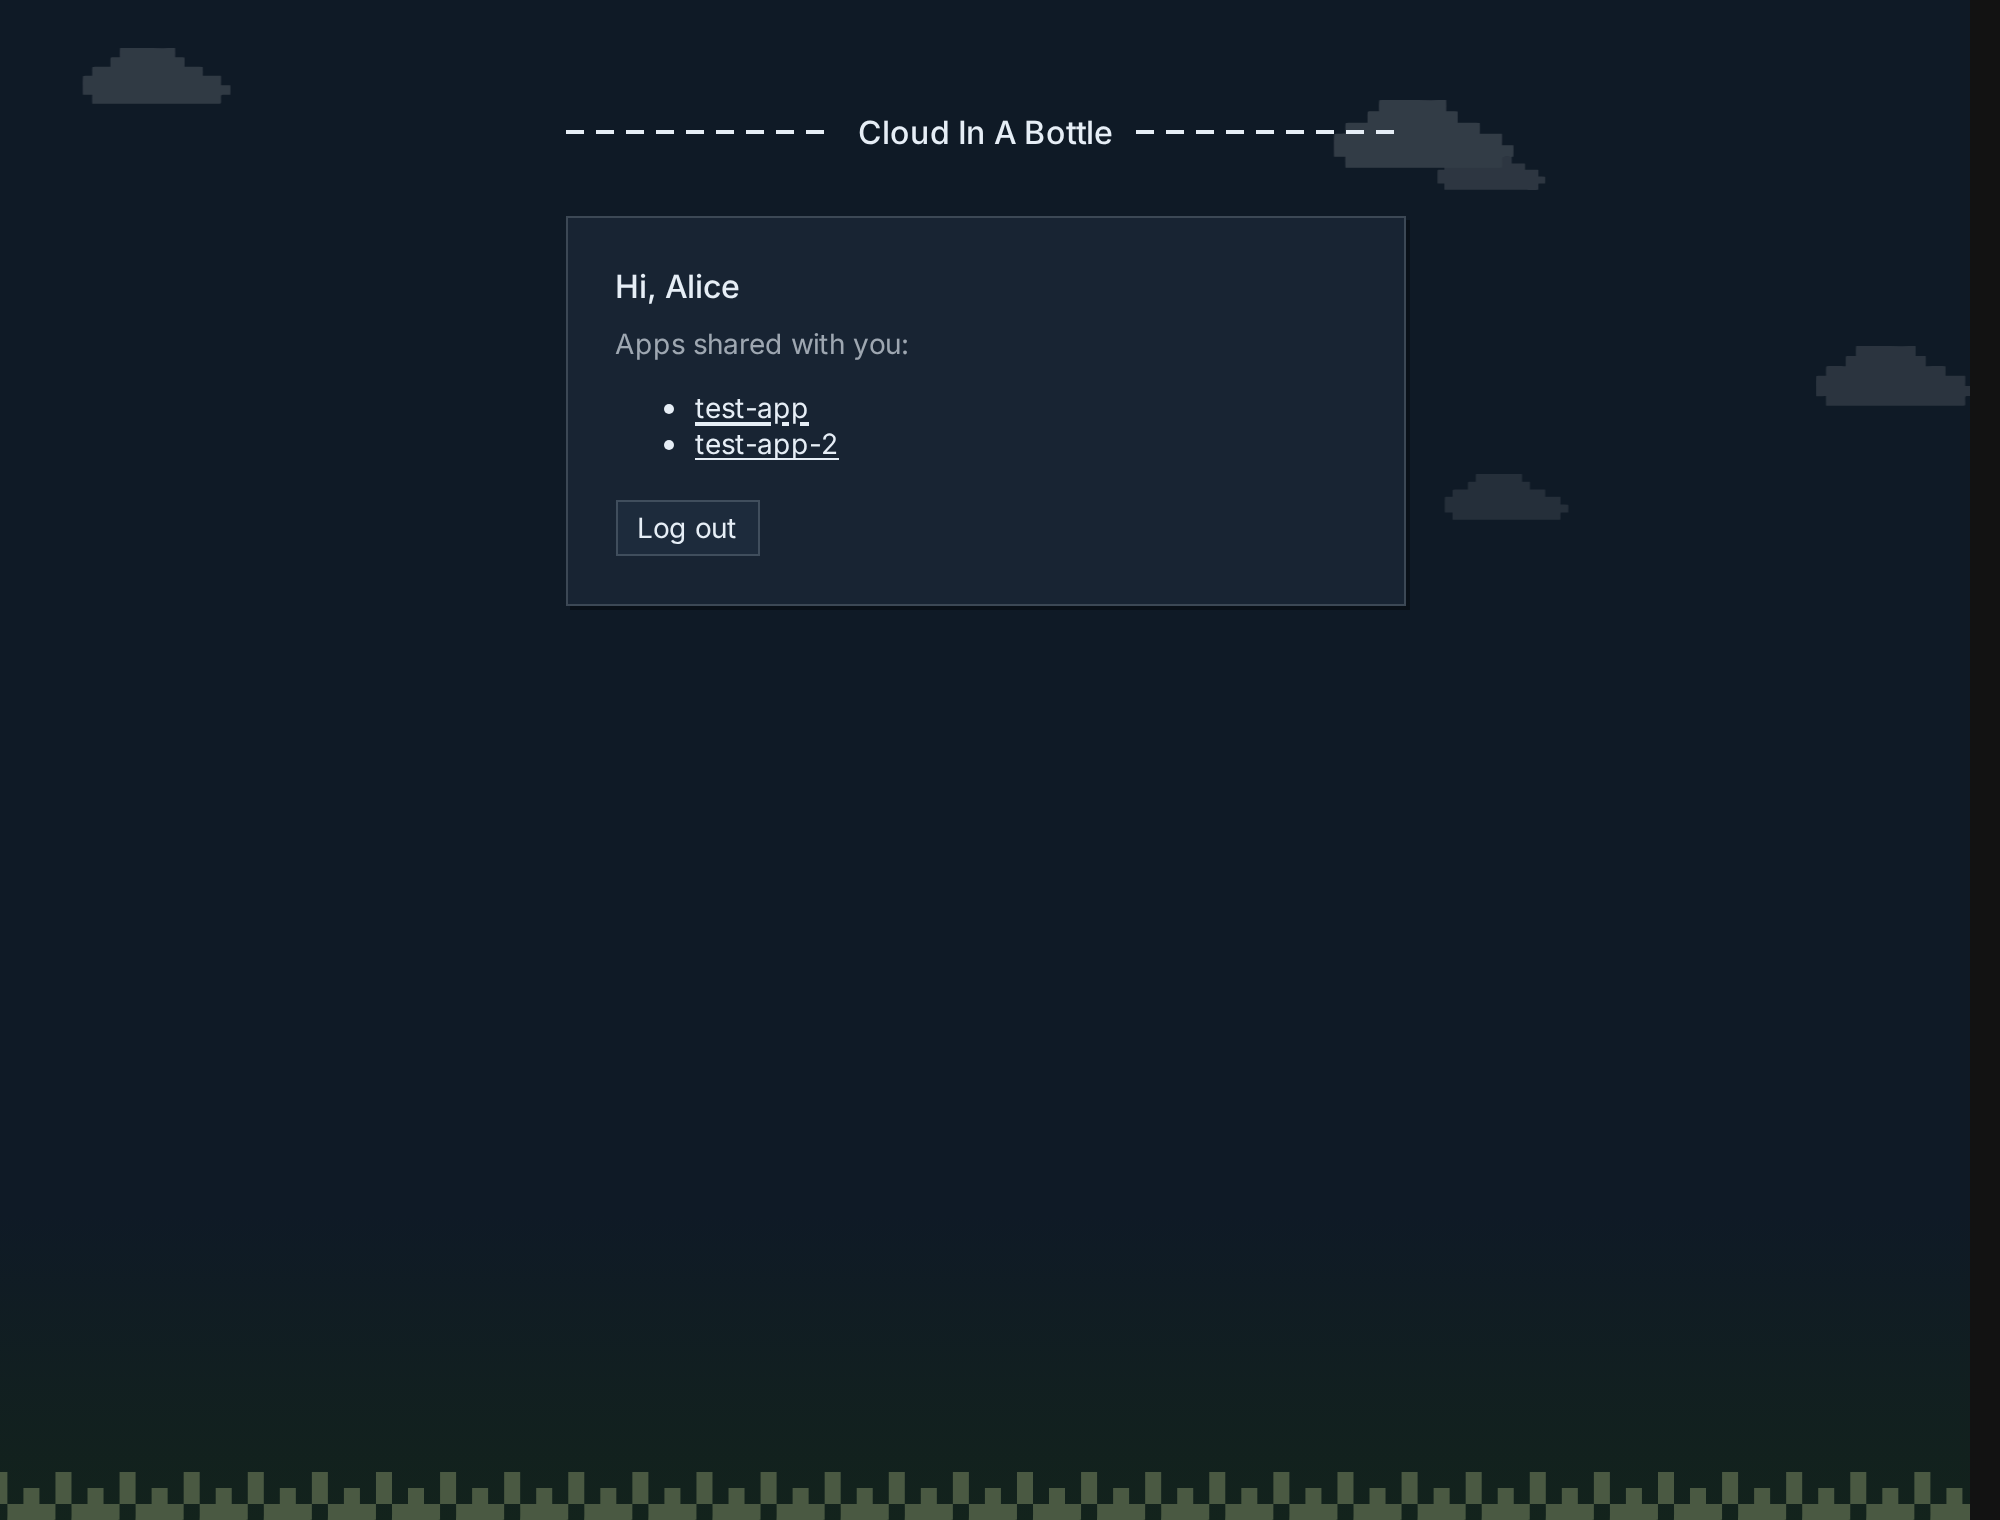 Cloud In A Bottle
Hi, Alice
Apps shared with you:
test-app
test-app-2
Log out